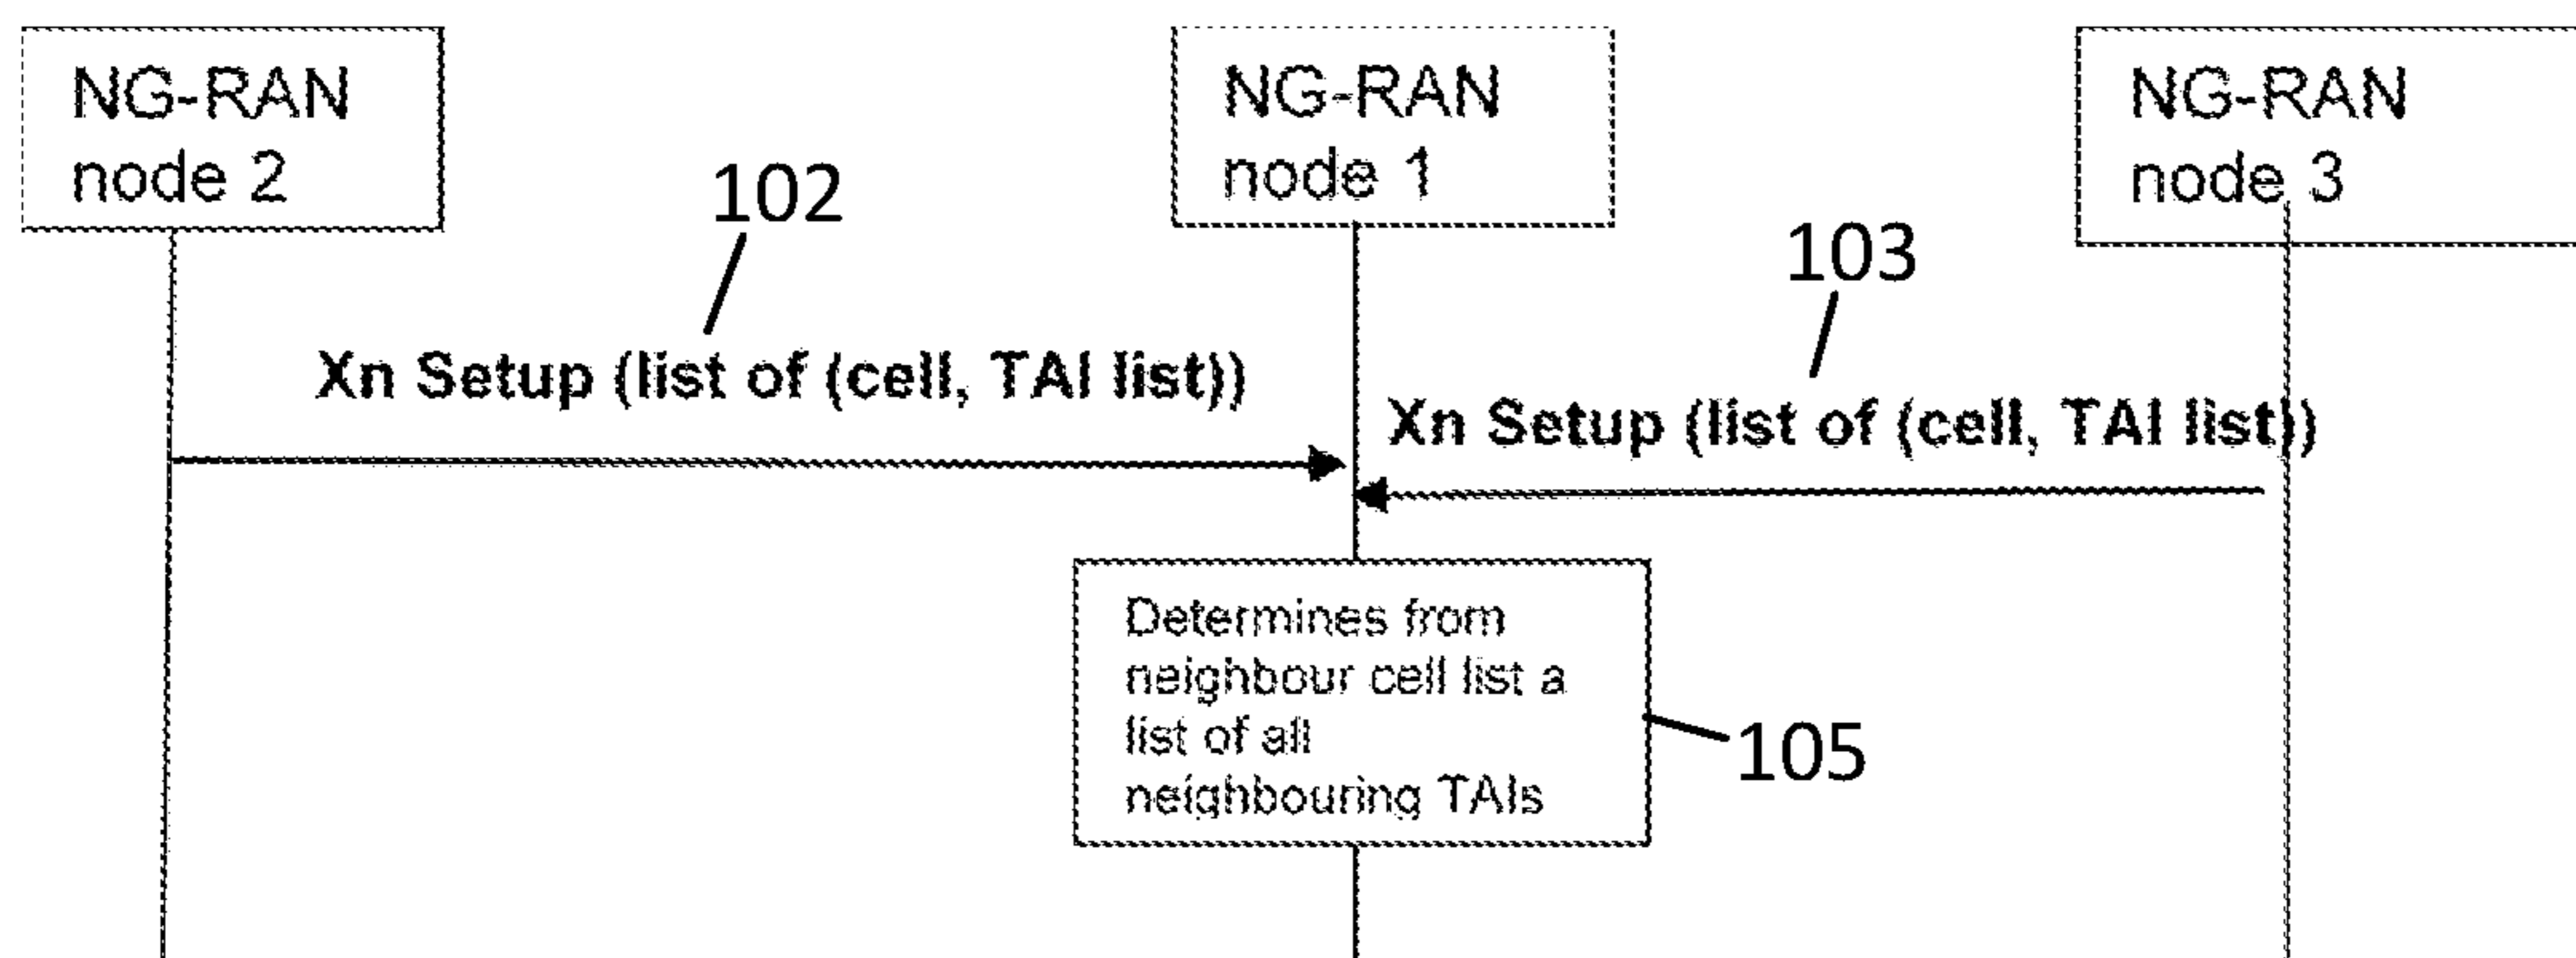 NG-RAN
node 2
NG-RAN
node 1
NG-RAN
node 3
102
103
Xn Setup (list of (cell, TAI list))
Xn Setup (list of (cell, TAI list))
Determines from
neighbour cell list a
list of all
neighbouring TAIs
105